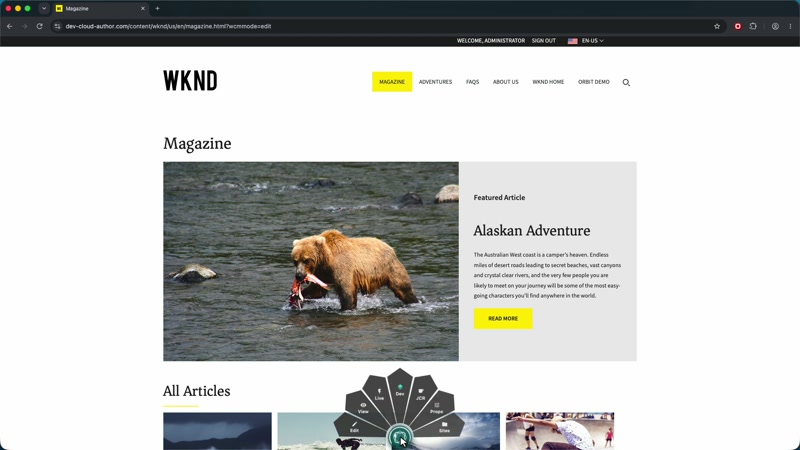 Magazine
dev-cloud-author.com/content/wknd/us/en/magazine.html?wcmmode=edit
WELCOME, ADMINISTRATOR SIGN OUT EN-US
WKND
MAGAZINE ADVENTURES FAQS ABOUT US WKND HOME ORBIT DEMO
Magazine
Featured Article
Alaskan Adventure
The Australian West coast is a camper's heaven. Endless
miles of desert roads leading to secret beaches, vast canyons
and crystal clear rivers, and the very few people you are
likely to meet on your journey will be some of the most easy-
going characters you'll find anywhere in the world.
READ MORE
All Articles
Edit
View
Live
Dev
JCR
Props
Sites